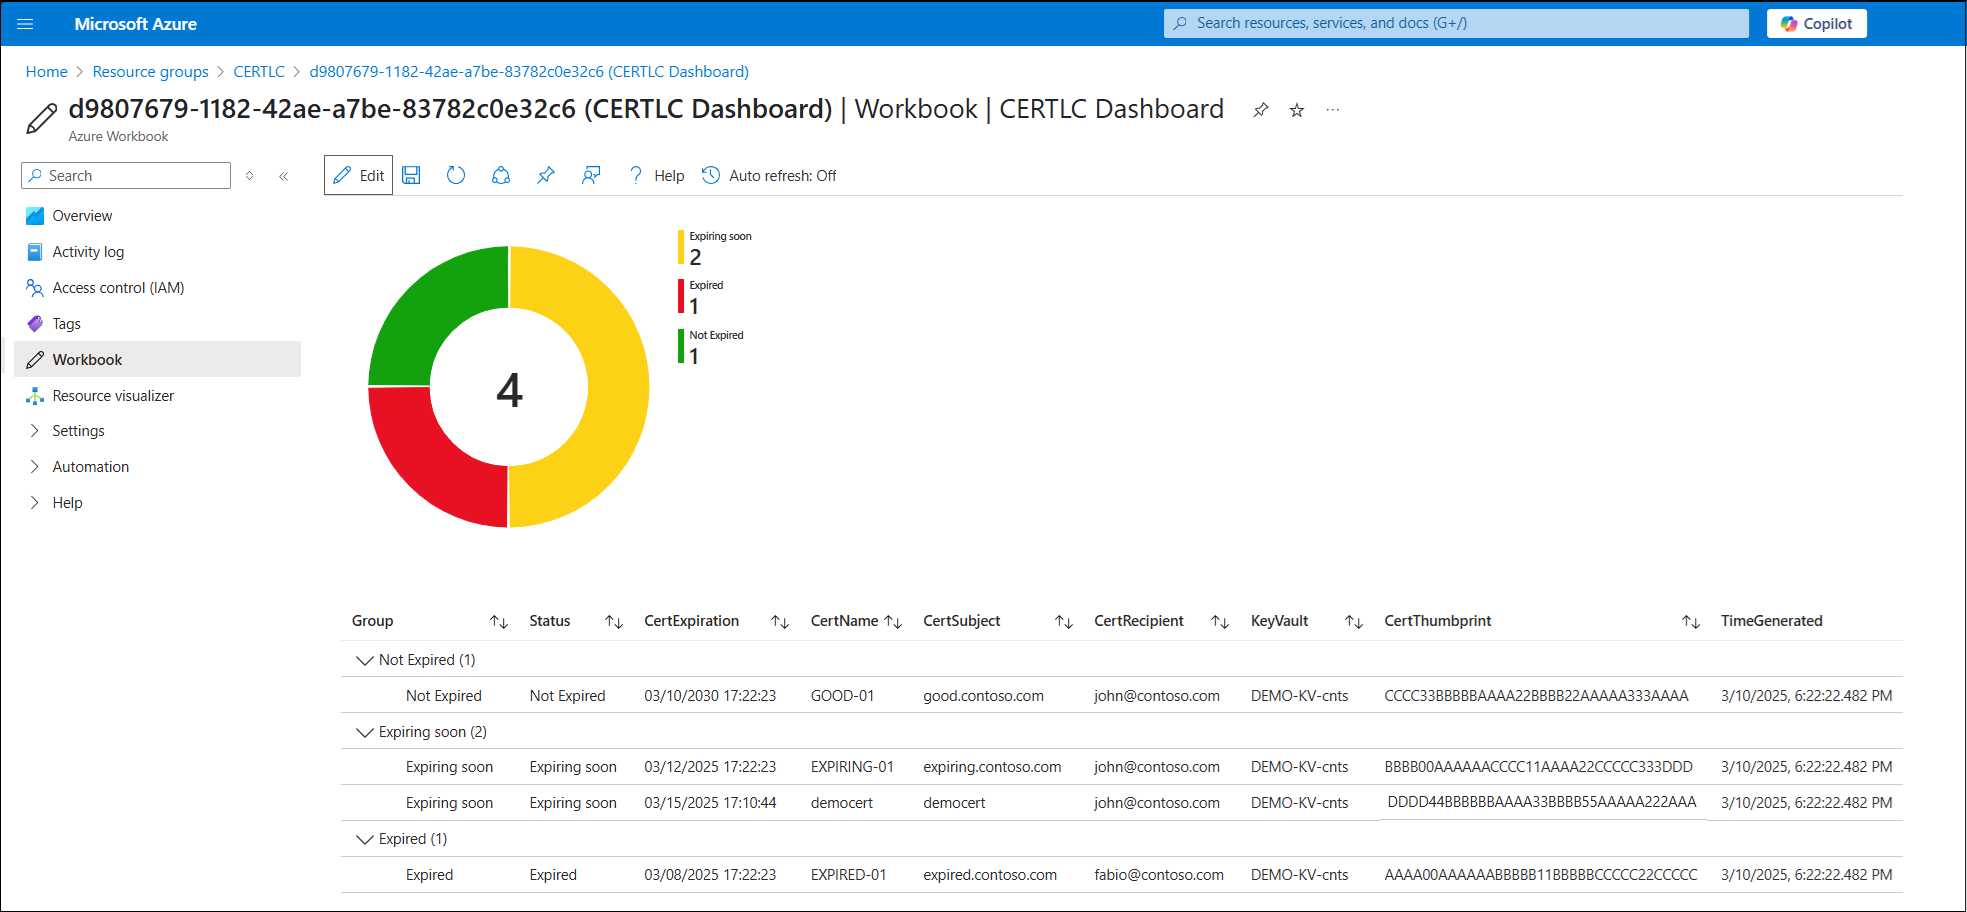 Microsoft Azure
Search resources, services, and docs (G+/)
Copilot
Home > Resource groups > CERTLC > d9807679-1182-42ae-a7be-83782c0e32c6 (CERTLC Dashboard)
d9807679-1182-42ae-a7be-83782c0e32c6 (CERTLC Dashboard) | Workbook | CERTLC Dashboard
Azure Workbook
Search
Edit
Help
Auto refresh: Off
Overview
Activity log
Access control (IAM)
Tags
Workbook
Resource visualizer
Settings
Automation
Help
4
Expiring soon
2
Expired
1
Not Expired
1
Group Status CertExpiration CertName CertSubject CertRecipient KeyVault CertThumbprint TimeGenerated
Not Expired (1)
Not Expired Not Expired 03/10/2030 17:22:23 GOOD-01 good.contoso.com john@contoso.com DEMO-KV-cnts CCCC33BBBBBAAAA22BBBB22AAAAA333AAAA 3/10/2025, 6:22:22.482 PM
Expiring soon (2)
Expiring soon Expiring soon 03/12/2025 17:22:23 EXPIRING-01 expiring.contoso.com john@contoso.com DEMO-KV-cnts BBBB00AAAAAACCCC11AAAA22CCCCC333DDD 3/10/2025, 6:22:22.482 PM
Expiring soon Expiring soon 03/15/2025 17:10:44 democert democert john@contoso.com DEMO-KV-cnts DDDD44BBBBBBAAAA33BBBB55AAAAA222AAA 3/10/2025, 6:22:22.482 PM
Expired (1)
Expired Expired 03/08/2025 17:22:23 EXPIRED-01 expired.contoso.com fabio@contoso.com DEMO-KV-cnts AAAA00AAAAAABBBBB11BBBBBCCCCC22CCCCC 3/10/2025, 6:22:22.482 PM